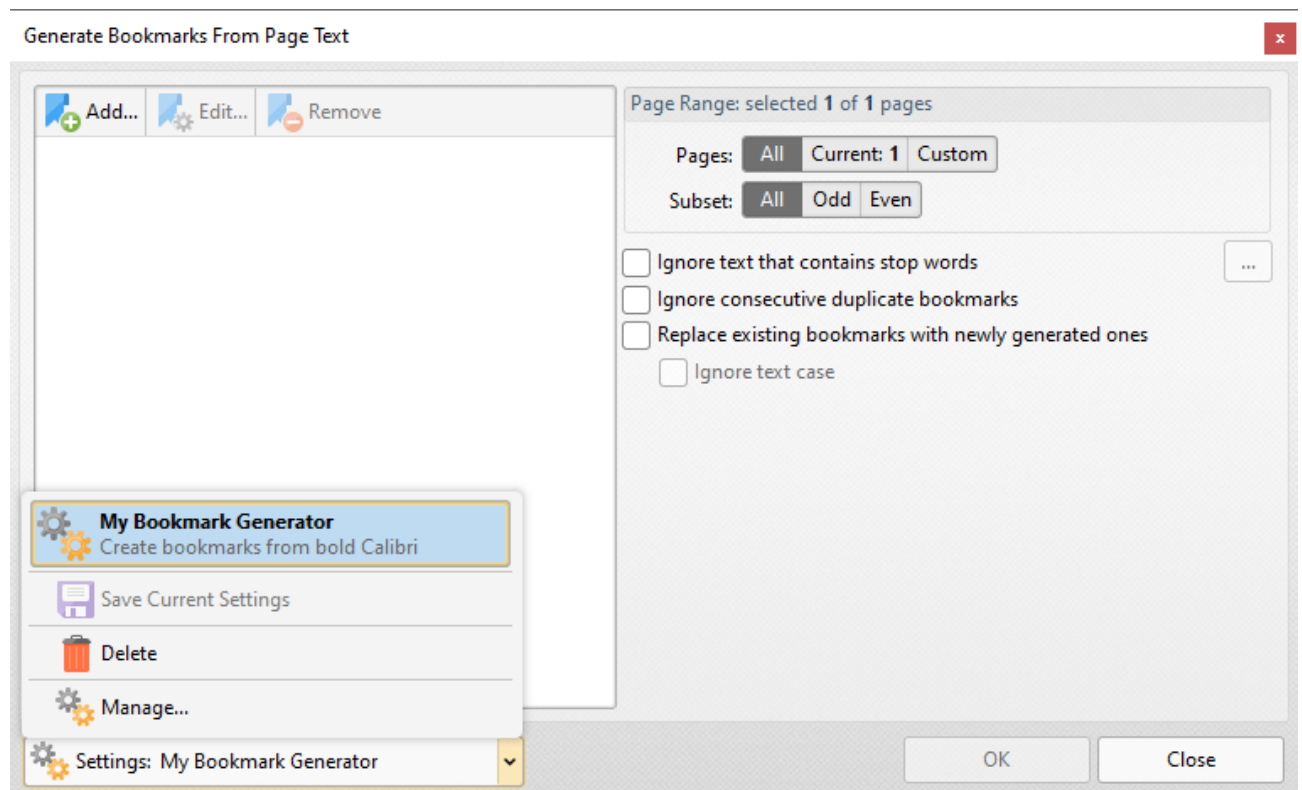 Generate Bookmarks From Page Text
x
Add... Edit... Remove
Page Range: selected 1 of 1 pages
Pages: All Current: 1 Custom
Subset: All Odd Even
Ignore text that contains stop words ...
Ignore consecutive duplicate bookmarks
Replace existing bookmarks with newly generated ones
Ignore text case
My Bookmark Generator
Create bookmarks from bold Calibri
Save Current Settings
Delete
Manage...
Settings: My Bookmark Generator
OK Close